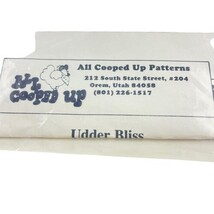 All Cooped Up Patterns
212 South State Street, #204
Orem, Utah 84058
(801) 226-1517
All
Cooped Up
Udder Bliss